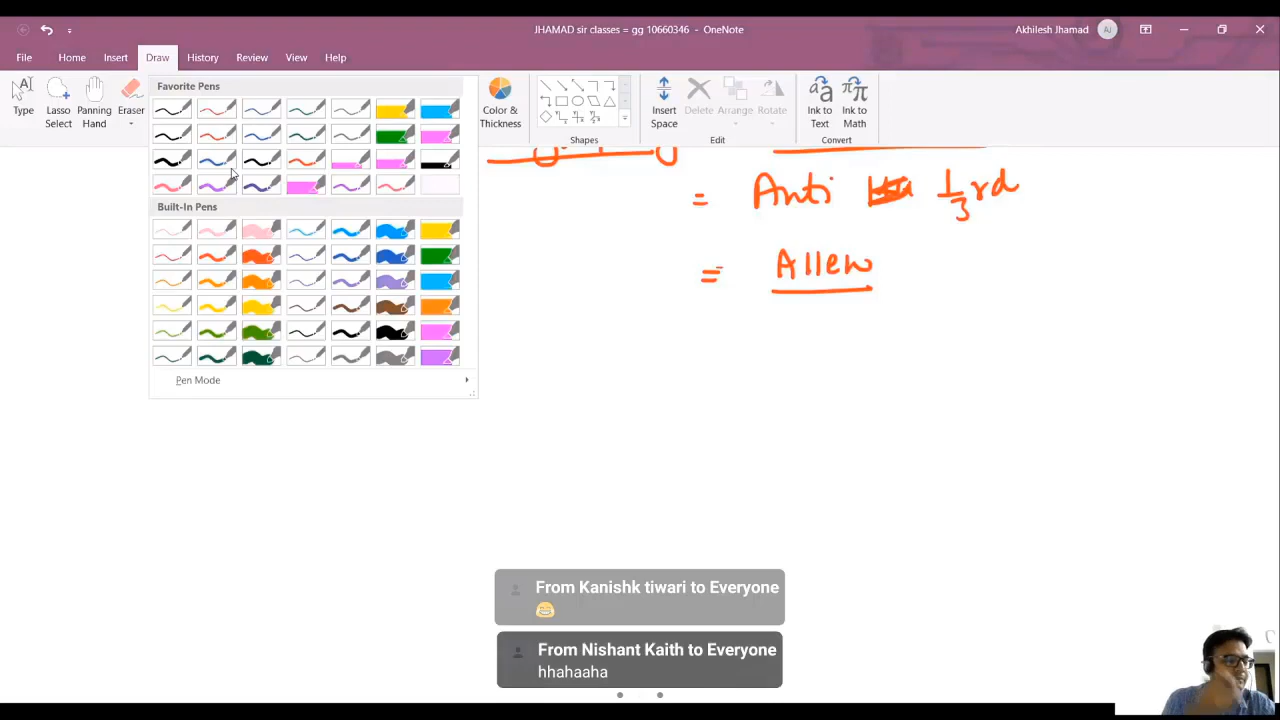 JHAMAD sir classes = gg 10660346 - OneNote
Akhilesh Jhamad
AJ
File Home Insert Draw History Review View Help
Type
Lasso Select
Panning Hand
Eraser
Favorite Pens
Built-In Pens
Pen Mode
Color & Thickness
Shapes
Insert Space
Delete
Arrange
Rotate
Edit
Ink to Text
Ink to Math
Convert
= Anti 1/3rd
= Allen
From Kanishk tiwari to Everyone
😂
From Nishant Kaith to Everyone
hhahaaha